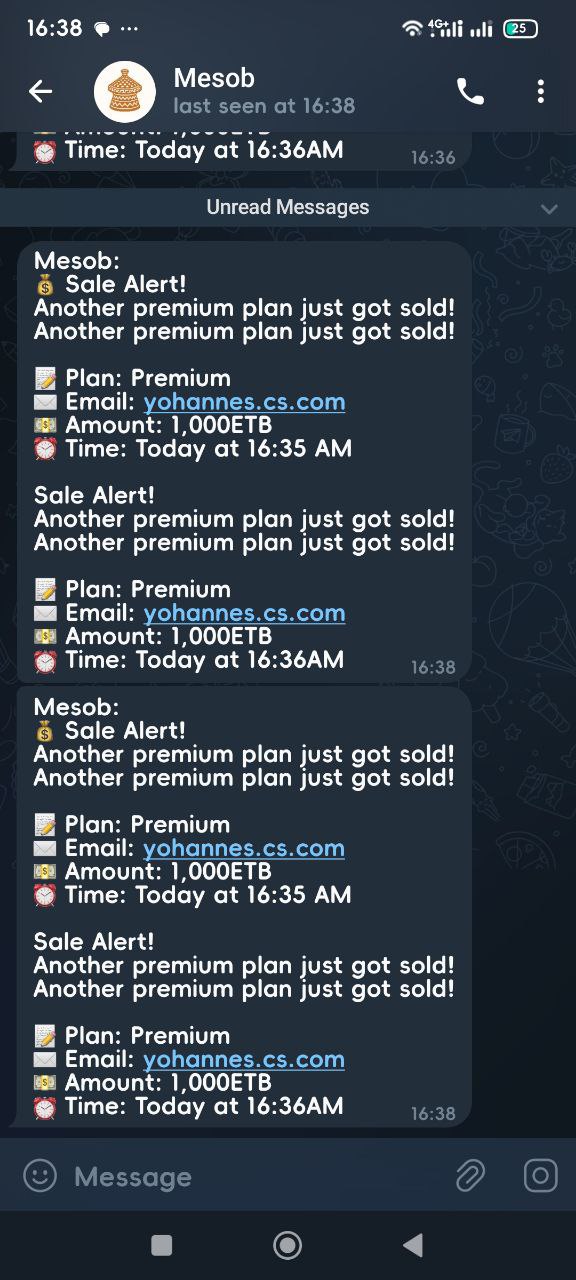 16:38
4G+
25
Mesob
last seen at 16:38
⏰ Time: Today at 16:36AM
16:36
Unread Messages
Mesob:
💰 Sale Alert!
Another premium plan just got sold!
Another premium plan just got sold!
📝 Plan: Premium
✉️ Email: yohannes.cs.com
💵 Amount: 1,000ETB
⏰ Time: Today at 16:35 AM
Sale Alert!
Another premium plan just got sold!
Another premium plan just got sold!
📝 Plan: Premium
✉️ Email: yohannes.cs.com
💵 Amount: 1,000ETB
⏰ Time: Today at 16:36AM
16:38
Mesob:
💰 Sale Alert!
Another premium plan just got sold!
Another premium plan just got sold!
📝 Plan: Premium
✉️ Email: yohannes.cs.com
💵 Amount: 1,000ETB
⏰ Time: Today at 16:35 AM
Sale Alert!
Another premium plan just got sold!
Another premium plan just got sold!
📝 Plan: Premium
✉️ Email: yohannes.cs.com
💵 Amount: 1,000ETB
⏰ Time: Today at 16:36AM
16:38
Message